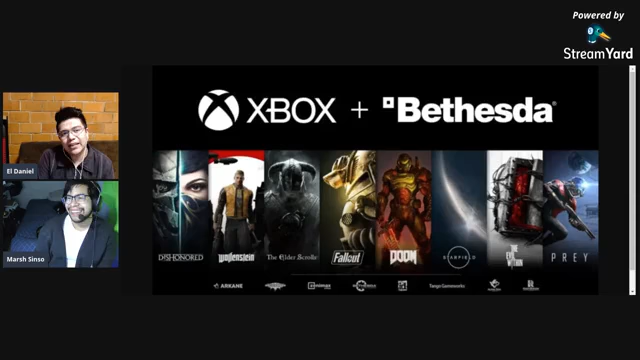 Powered by
StreamYard
XBOX + Bethesda
El Daniel
Marsh Sinso
DISHONORED
Wolfenstein
The Elder Scrolls
Fallout
DOOM
STARFIELD
THE EVIL WITHIN
PREY
ARKANE
Tango Gameworks